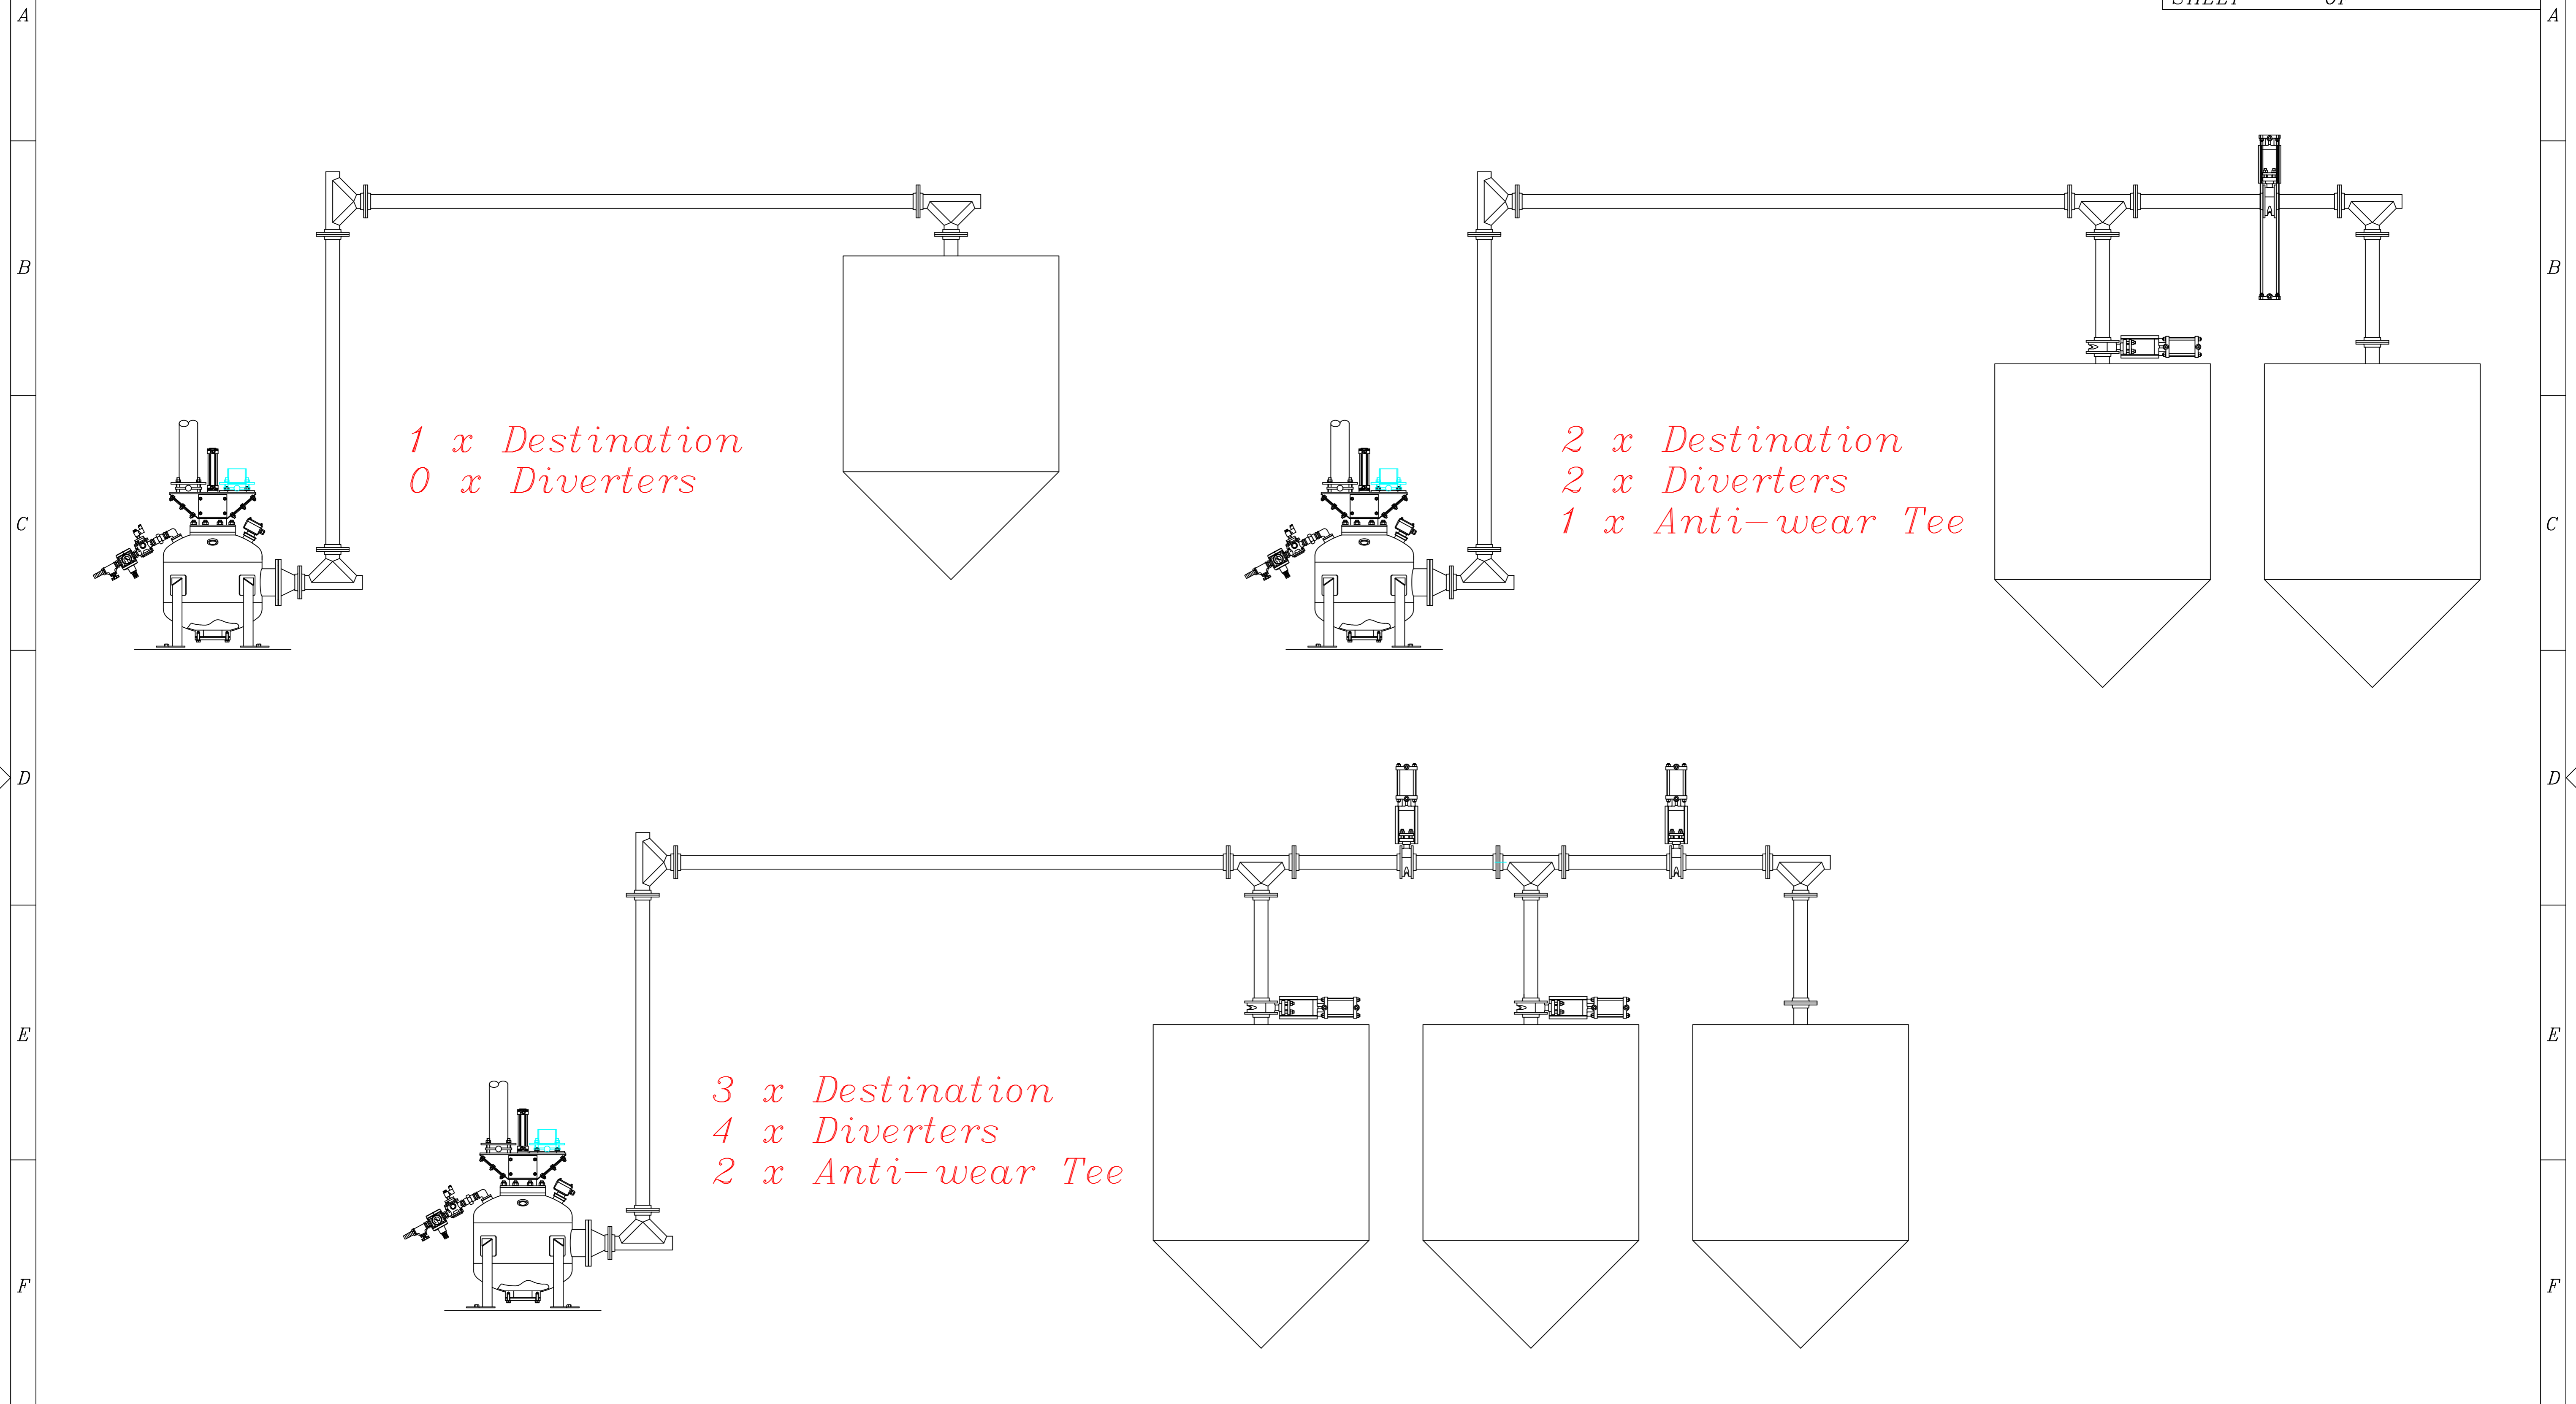 A
A
B
B
1 x Destination
0 x Diverters
2 x Destination
2 x Diverters
1 x Anti-wear Tee
C
C
D
D
E
E
3 x Destination
4 x Diverters
2 x Anti-wear Tee
F
F